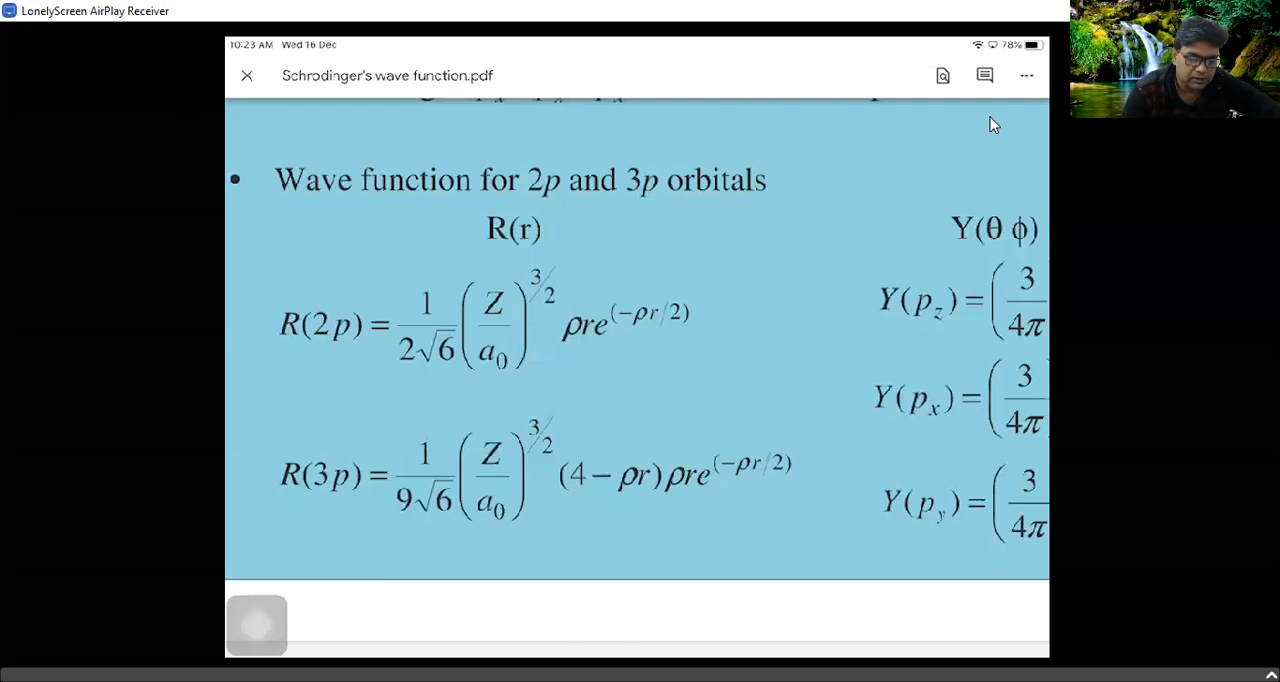 LonelyScreen AirPlay Receiver
10:23 AM Wed 16 Dec
78%
Schrodinger's wave function.pdf
• Wave function for 2p and 3p orbitals
R(r) Y(θ ϕ)
R(2p) = 1/(2√6) (Z/a₀)^(3/2) ρre^(−ρr/2)
Y(p_z) = (3/4π
Y(p_x) = (3/4π
R(3p) = 1/(9√6) (Z/a₀)^(3/2) (4 − ρr)ρre^(−ρr/2)
Y(p_y) = (3/4π